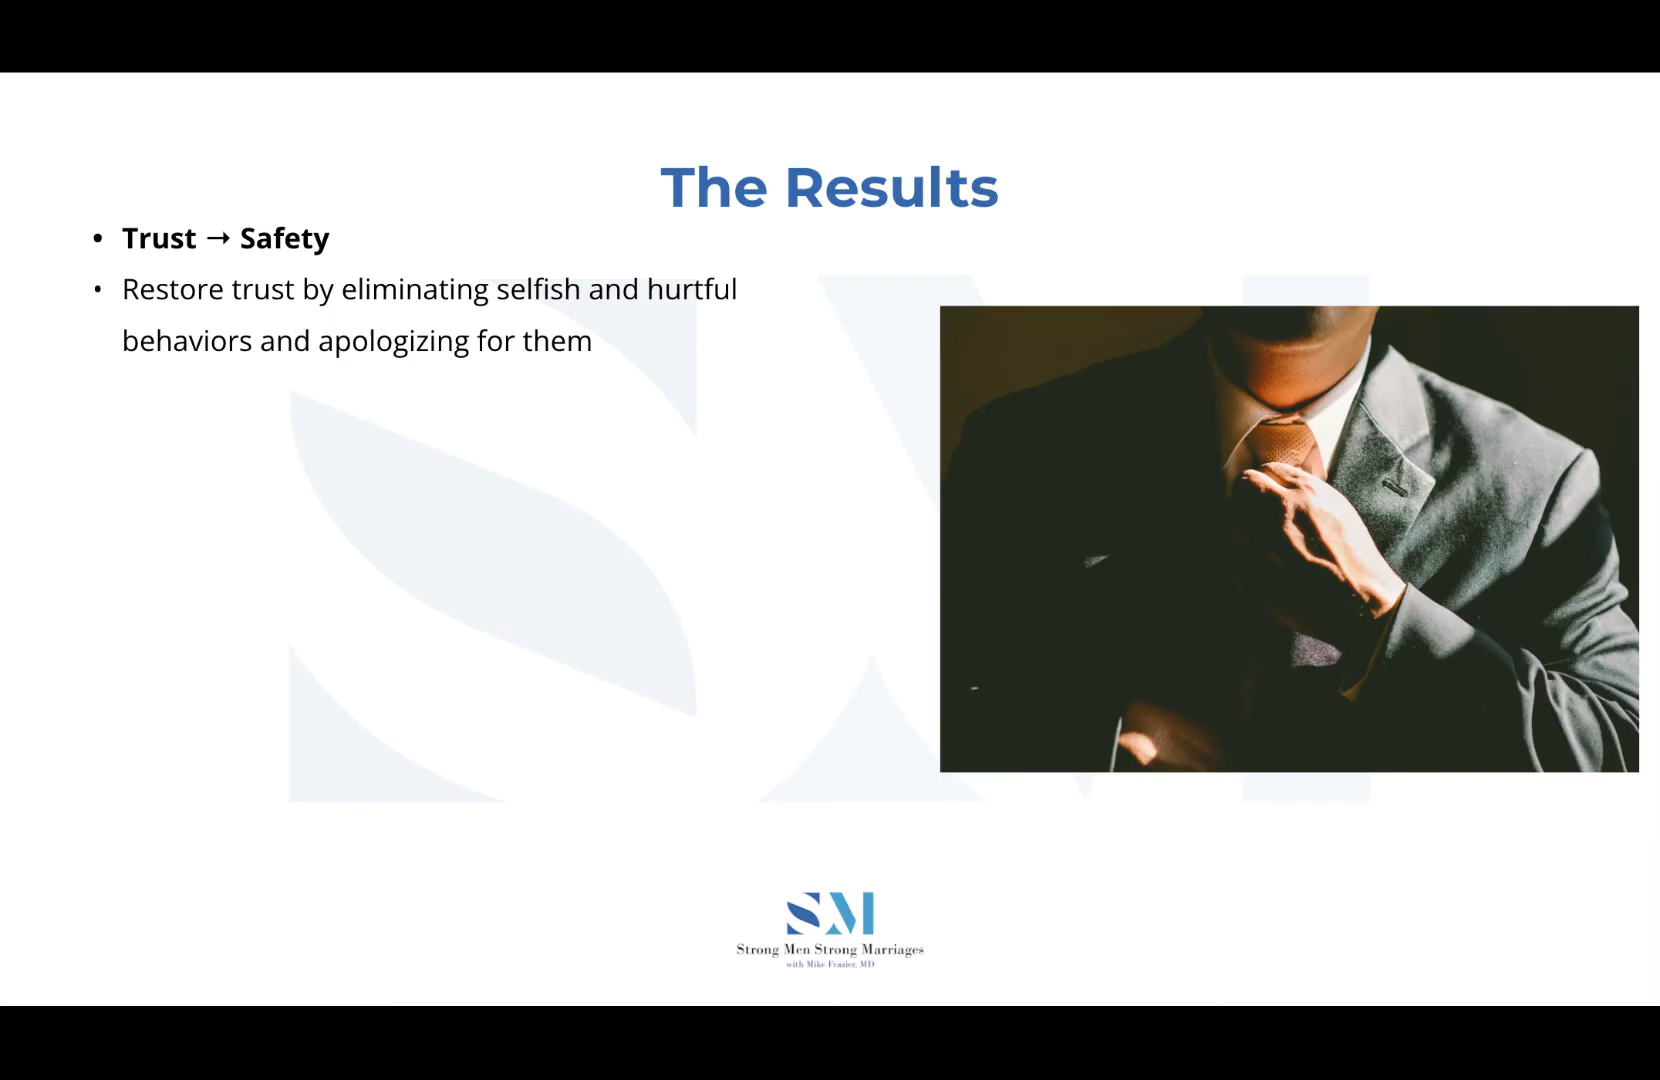 The Results
• Trust → Safety
• Restore trust by eliminating selfish and hurtful
behaviors and apologizing for them
SM
Strong Men Strong Marriages
with Mike Frazier, MD